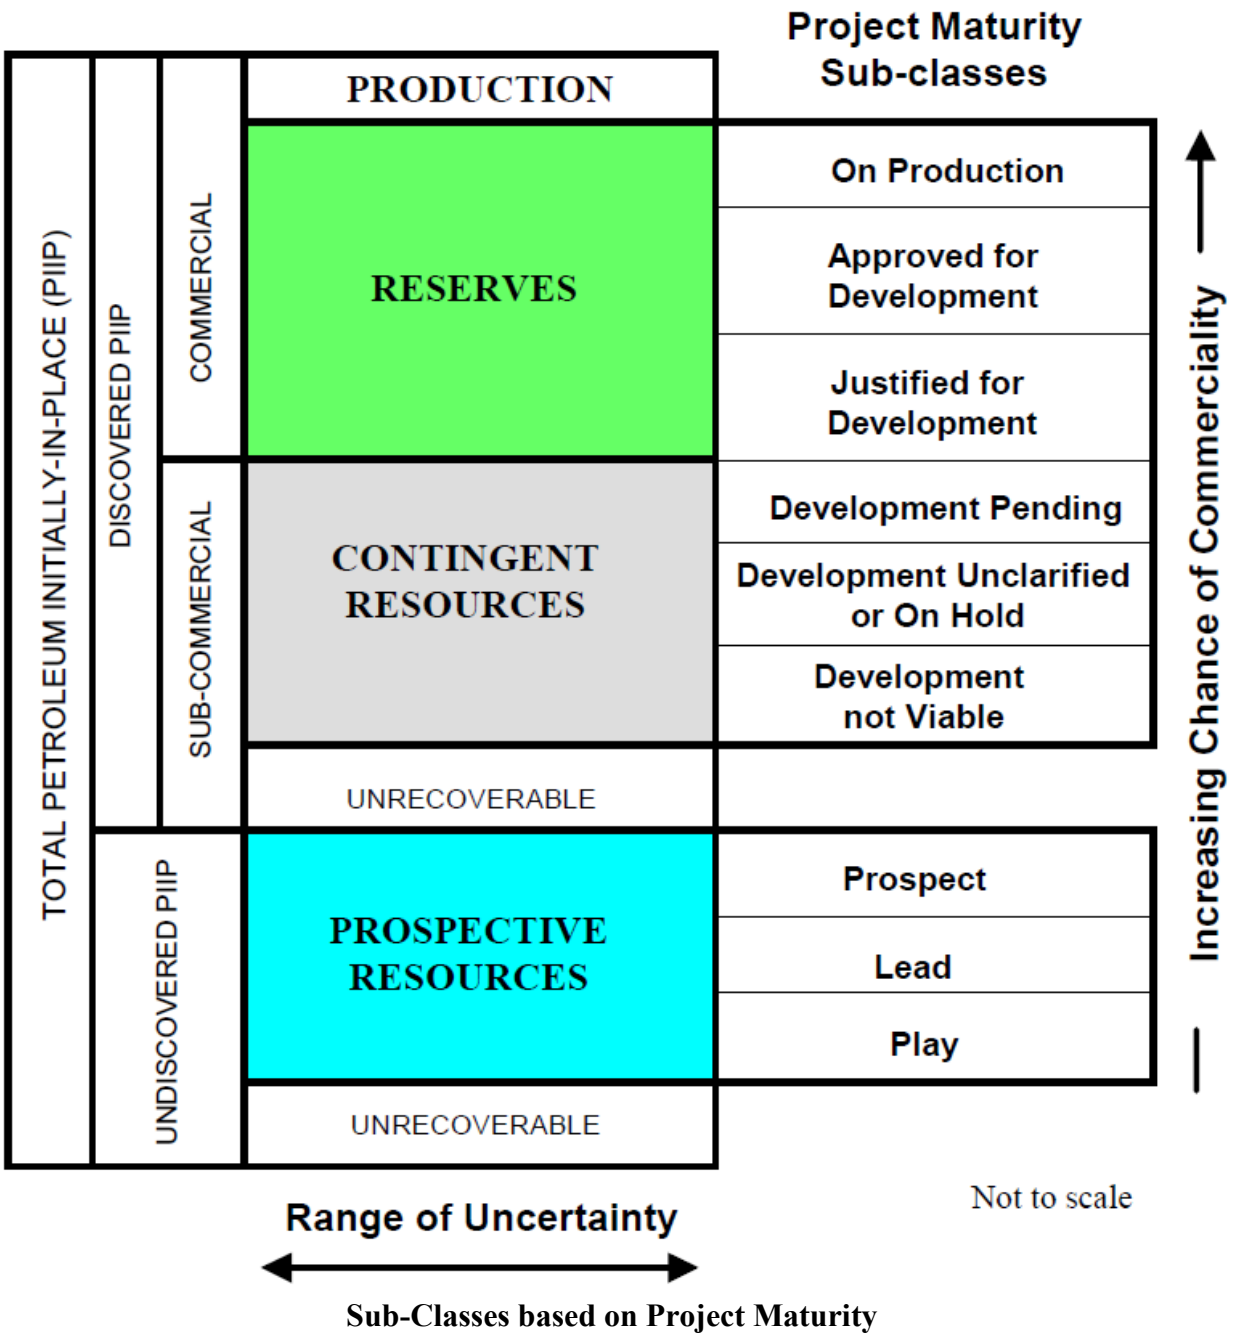 Project Maturity
Sub-classes
PRODUCTION
TOTAL PETROLEUM INITIALLY-IN-PLACE (PIIP)
DISCOVERED PIIP
COMMERCIAL
RESERVES
On Production
Approved for
Development
Justified for
Development
SUB-COMMERCIAL
CONTINGENT
RESOURCES
Development Pending
Development Unclarified
or On Hold
Development
not Viable
UNRECOVERABLE
UNDISCOVERED PIIP
PROSPECTIVE
RESOURCES
Prospect
Lead
Play
UNRECOVERABLE
Increasing Chance of Commerciality
Not to scale
Range of Uncertainty
Sub-Classes based on Project Maturity